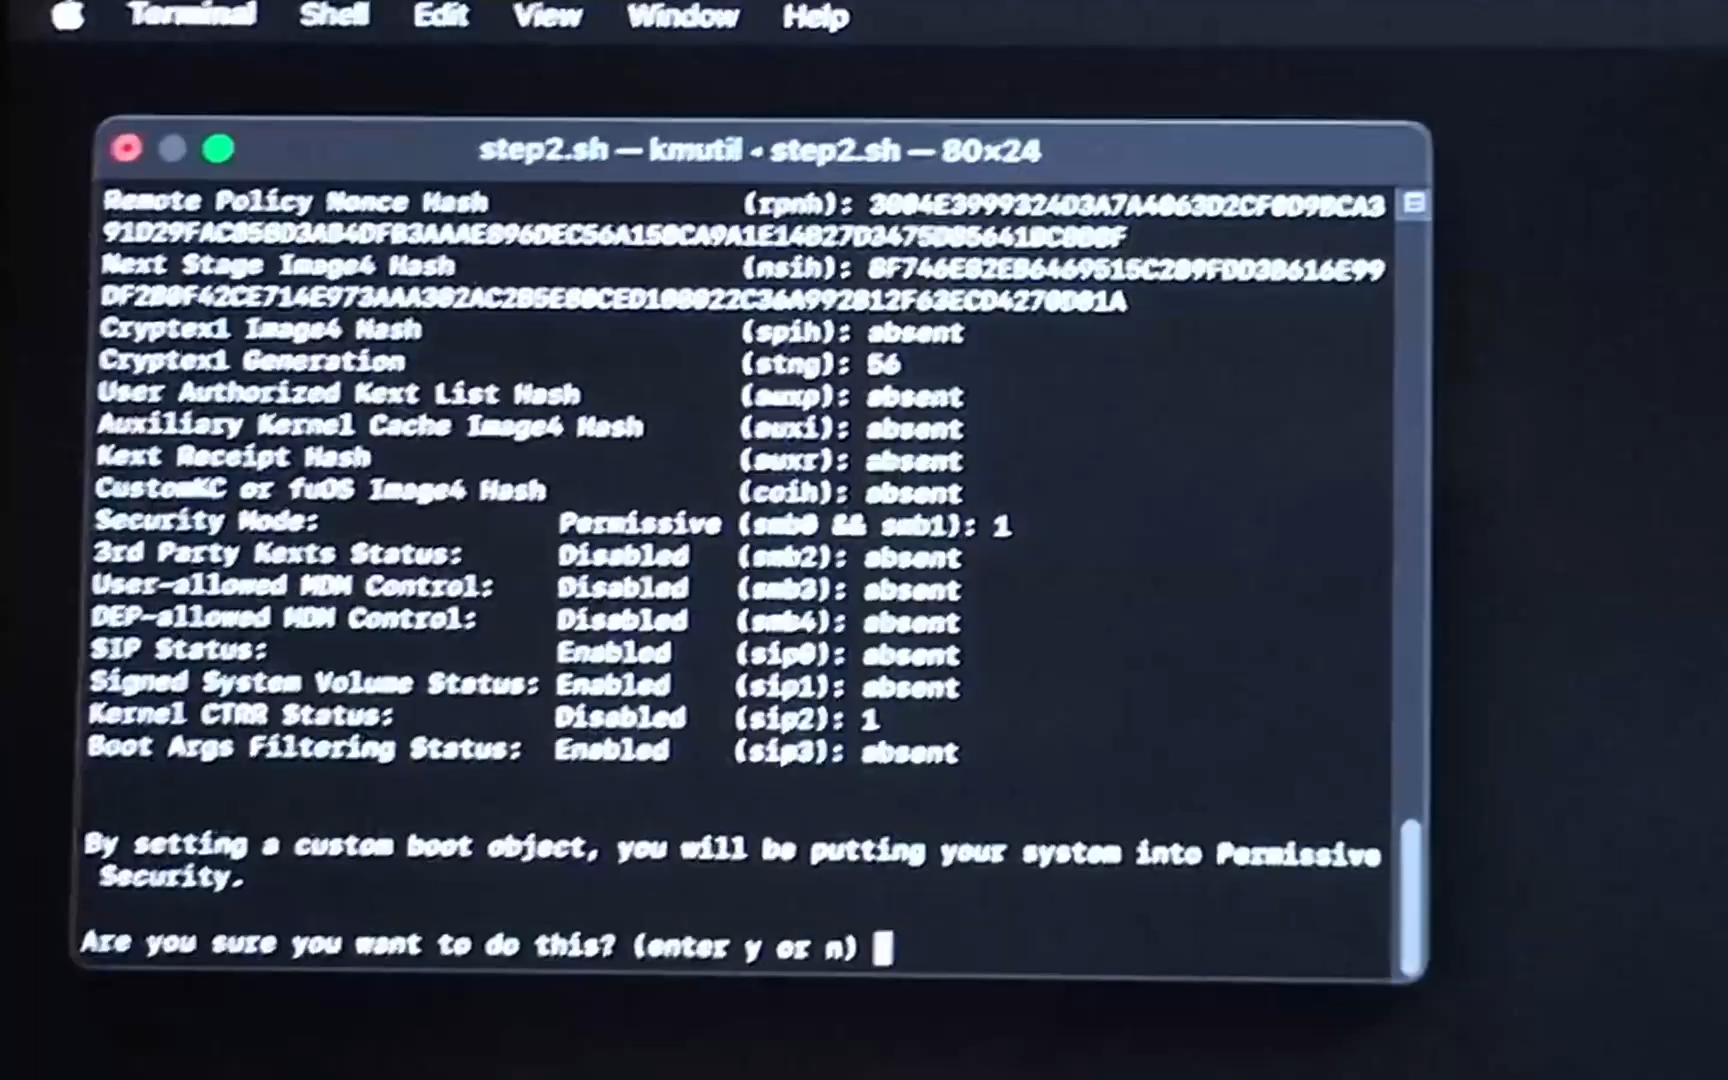 Terminal Shell Edit View Window Help
step2.sh — kmutil ◂ step2.sh — 80×24
Remote Policy Nonce Hash (rpnh):
Next Stage Image4 Hash (nsih):
Cryptex1 Image4 Hash (spih): absent
Cryptex1 Generation (stng): 56
User Authorized Kext List Hash (auxp): absent
Auxiliary Kernel Cache Image4 Hash (auxi): absent
Kext Receipt Hash (auxr): absent
CustomKC or fuOS Image4 Hash (coih): absent
Security Mode: Permissive (smb0 && smb1): 1
3rd Party Kexts Status: Disabled (smb2): absent
User-allowed MDM Control: Disabled (smb3): absent
DEP-allowed MDM Control: Disabled (smb4): absent
SIP Status: Enabled (sip0): absent
Signed System Volume Status: Enabled (sip1): absent
Kernel CTRR Status: Disabled (sip2): 1
Boot Args Filtering Status: Enabled (sip3): absent
By setting a custom boot object, you will be putting your system into Permissive
Security.
Are you sure you want to do this? (enter y or n)